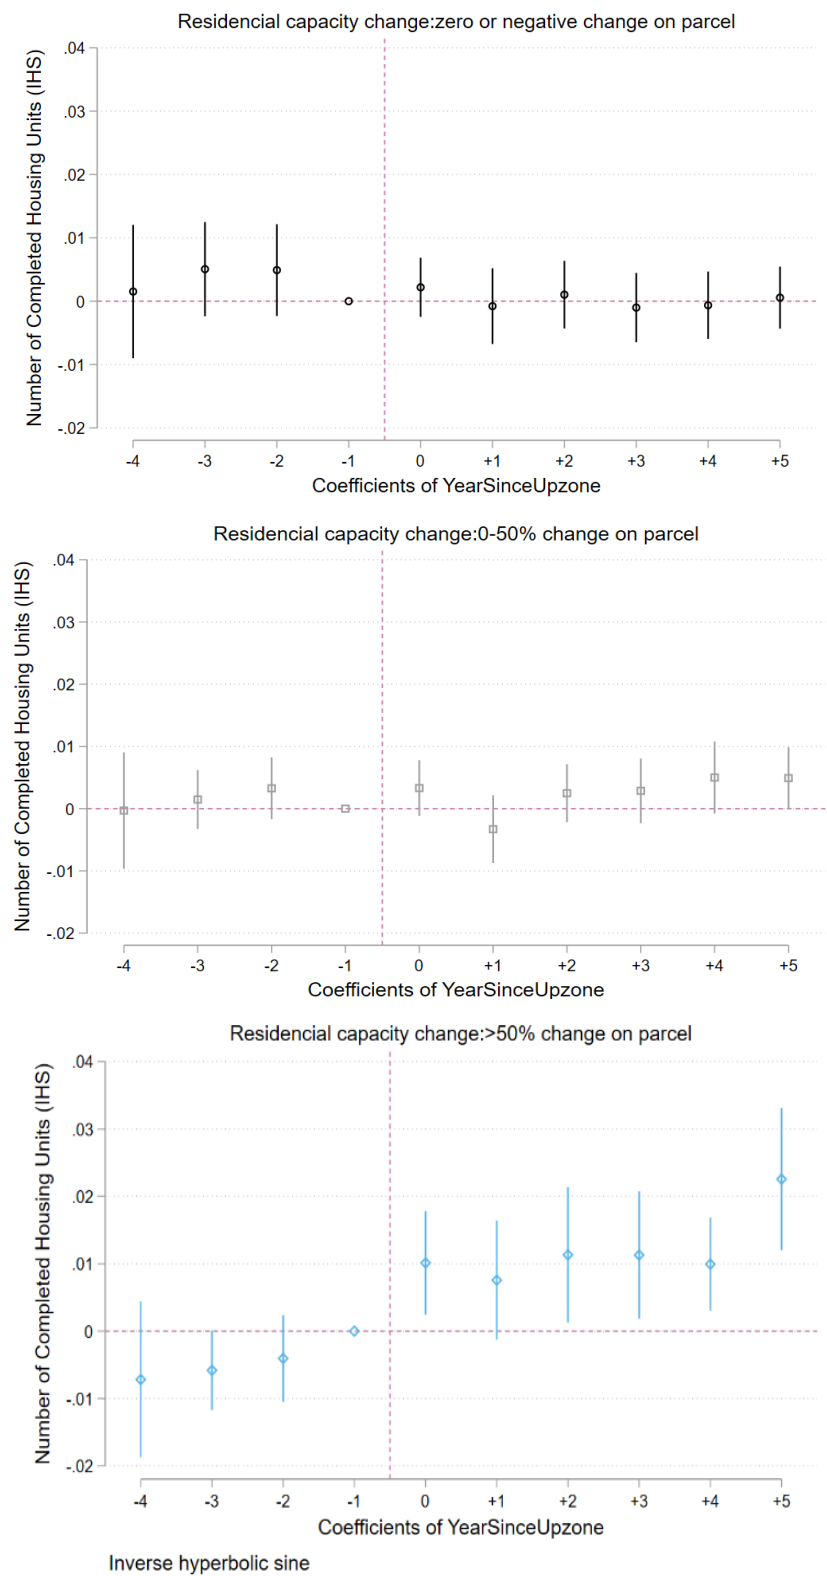 Residencial capacity change:zero or negative change on parcel
Number of Completed Housing Units (IHS)
.04
.03
.02
.01
0
-.01
-.02
-4 -3 -2 -1 0 +1 +2 +3 +4 +5
Coefficients of YearSinceUpzone
Residencial capacity change:0-50% change on parcel
Number of Completed Housing Units (IHS)
.04
.03
.02
.01
0
-.01
-.02
-4 -3 -2 -1 0 +1 +2 +3 +4 +5
Coefficients of YearSinceUpzone
Residencial capacity change:>50% change on parcel
Number of Completed Housing Units (IHS)
.04
.03
.02
.01
0
-.01
-.02
-4 -3 -2 -1 0 +1 +2 +3 +4 +5
Coefficients of YearSinceUpzone
Inverse hyperbolic sine